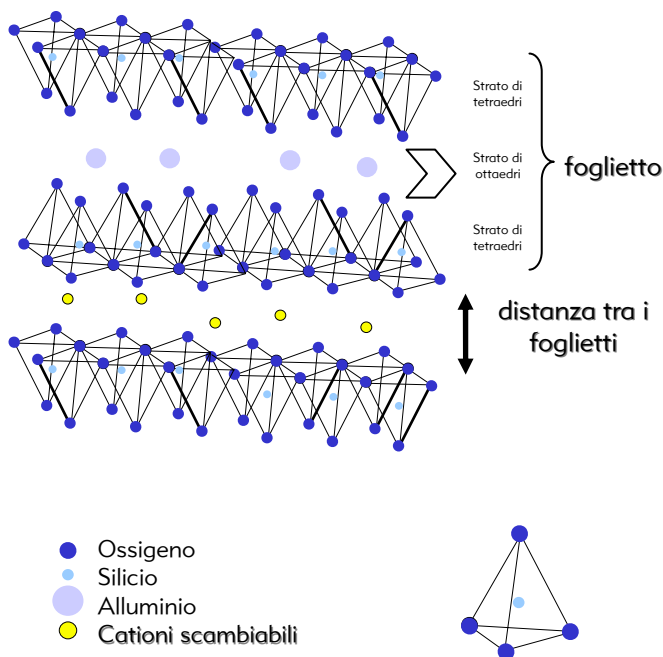 Strato di
tetraedri
Strato di
ottaedri
foglietto
Strato di
tetraedri
distanza tra i
foglietti
Ossigeno
Silicio
Alluminio
Cationi scambiabili